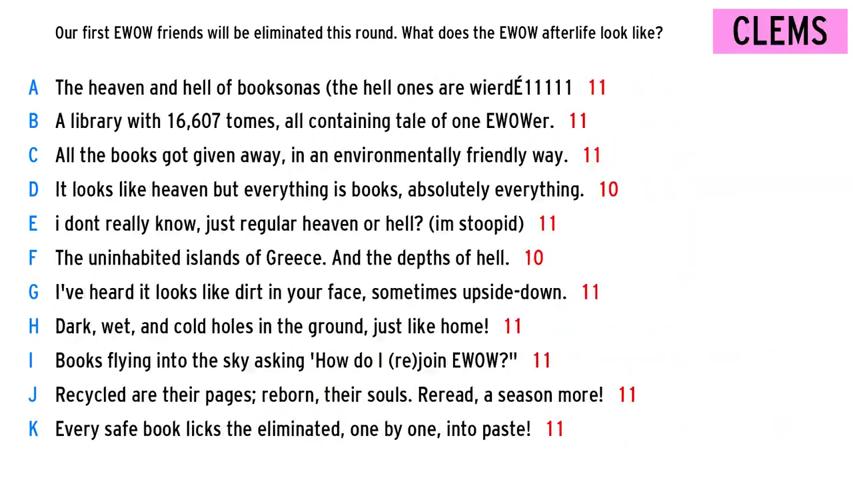 Our first EWOW friends will be eliminated this round. What does the EWOW afterlife look like?
CLEMS
A The heaven and hell of booksonas (the hell ones are wierdÉ11111 11
B A library with 16,607 tomes, all containing tale of one EWOWer. 11
C All the books got given away, in an environmentally friendly way. 11
D It looks like heaven but everything is books, absolutely everything. 10
E i dont really know, just regular heaven or hell? (im stoopid) 11
F The uninhabited islands of Greece. And the depths of hell. 10
G I've heard it looks like dirt in your face, sometimes upside-down. 11
H Dark, wet, and cold holes in the ground, just like home! 11
I Books flying into the sky asking 'How do I (re)join EWOW?" 11
J Recycled are their pages; reborn, their souls. Reread, a season more! 11
K Every safe book licks the eliminated, one by one, into paste! 11